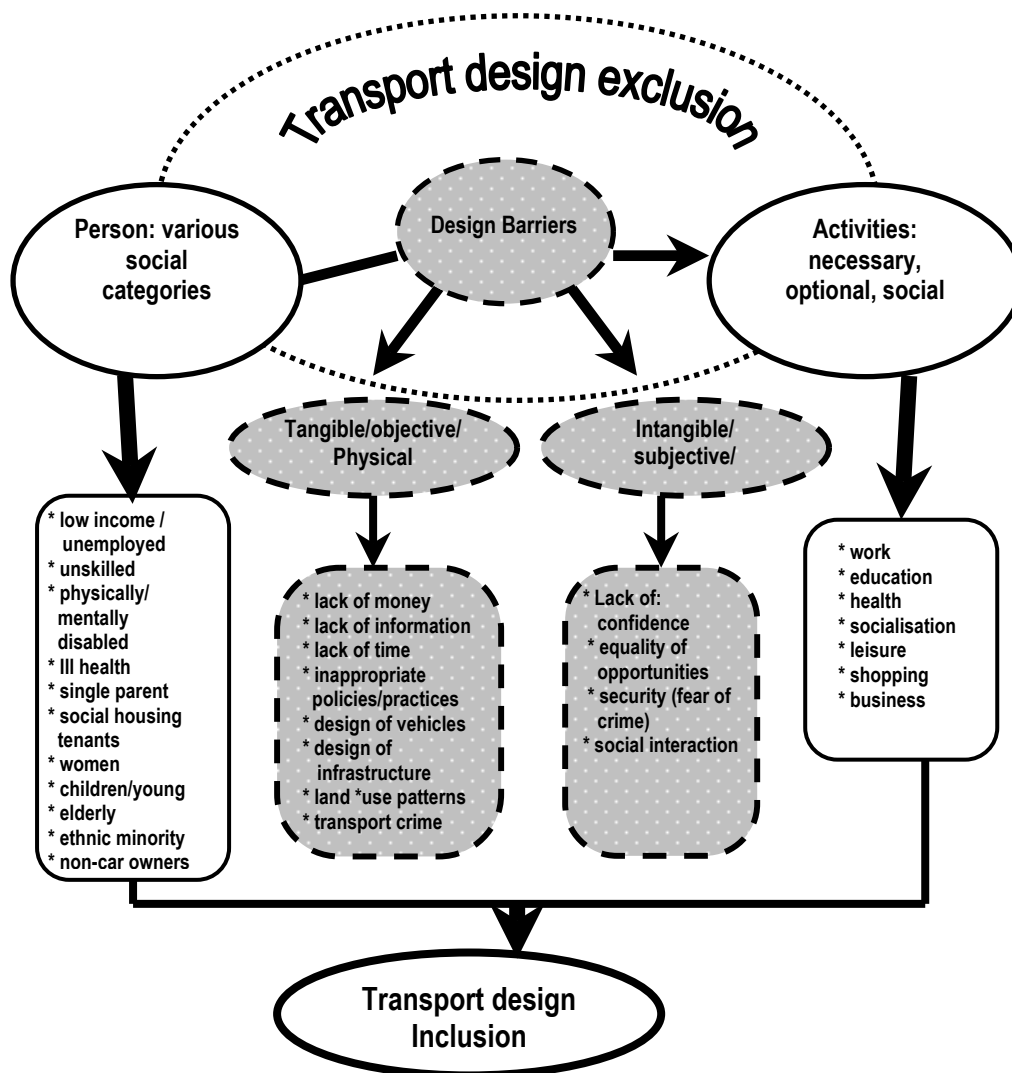 Transport design exclusion
Person: various
social
categories
Design Barriers
Activities:
necessary,
optional, social
Tangible/objective/
Physical
Intangible/
subjective/
* low income /
unemployed
* unskilled
* physically/
mentally
disabled
* Ill health
* single parent
* social housing
tenants
* women
* children/young
* elderly
* ethnic minority
* non-car owners
* lack of money
* lack of information
* lack of time
* inappropriate
policies/practices
* design of vehicles
* design of
infrastructure
* land *use patterns
* transport crime
* Lack of:
confidence
* equality of
opportunities
* security (fear of
crime)
* social interaction
* work
* education
* health
* socialisation
* leisure
* shopping
* business
Transport design
Inclusion